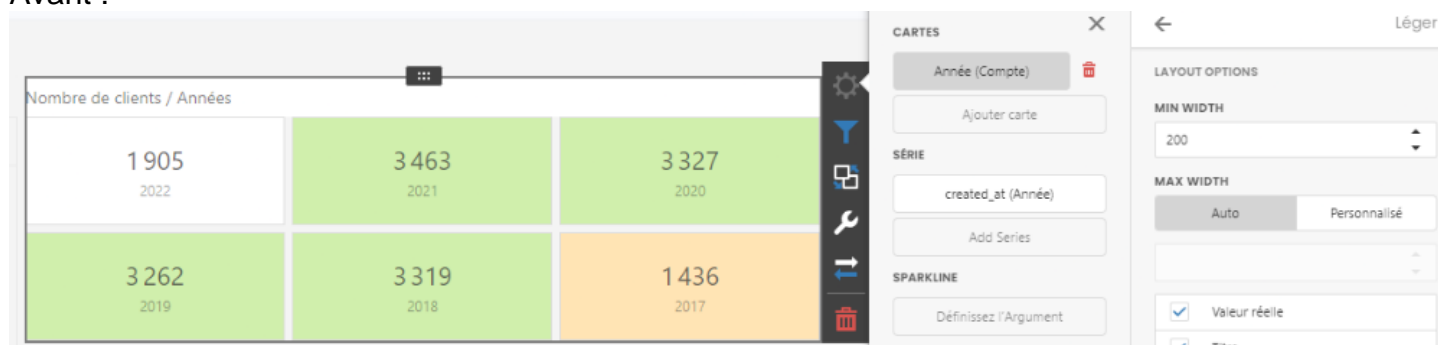 Avant :
Nombre de clients / Années
1 905
2022
3 463
2021
3 327
2020
3 262
2019
3 319
2018
1 436
2017
CARTES
Année (Compte)
Ajouter carte
SÉRIE
created_at (Année)
Add Series
SPARKLINE
Définissez l'Argument
Léger
LAYOUT OPTIONS
MIN WIDTH
200
MAX WIDTH
Auto
Personnalisé
Valeur réelle